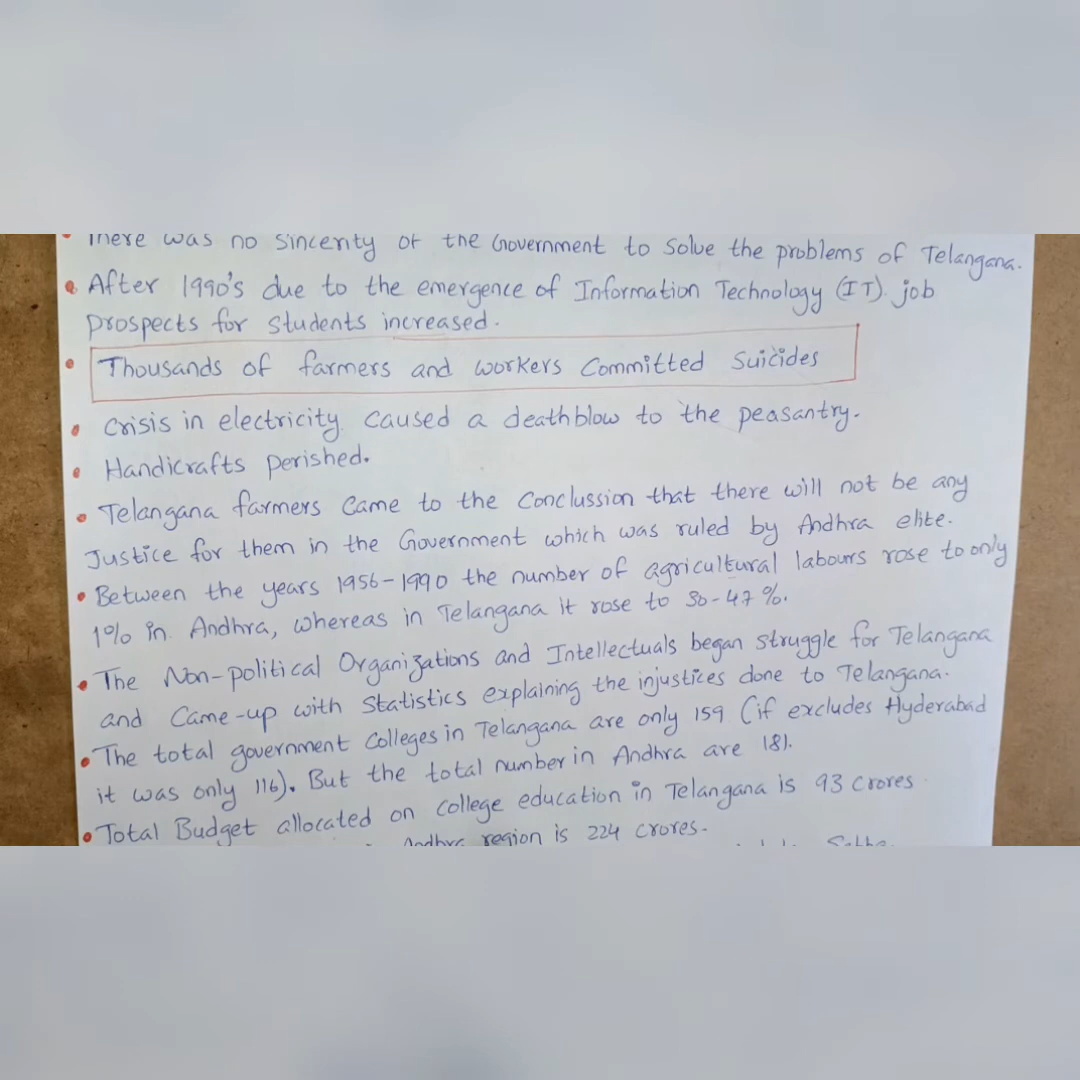 There was no sincerity of the Government to solve the problems of Telangana.
• After 1990's due to the emergence of Information Technology (IT). job
prospects for students increased.
• Thousands of farmers and workers Committed Suicides
• Crisis in electricity caused a deathblow to the peasantry.
• Handicrafts perished.
• Telangana farmers came to the Conclussion that there will not be any
Justice for them in the Government which was ruled by Andhra elite.
• Between the years 1956-1990 the number of agricultural labours rose to only
1% in Andhra, whereas in Telangana it rose to 30-47%.
• The Non-political Organizations and Intellectuals began struggle for Telangana
and Came-up with Statistics explaining the injustices done to Telangana.
• The total government Colleges in Telangana are only 159 (if excludes Hyderabad
it was only 116). But the total number in Andhra are 181.
• Total Budget allocated on college education in Telangana is 93 crores
Andhra region is 224 crores.